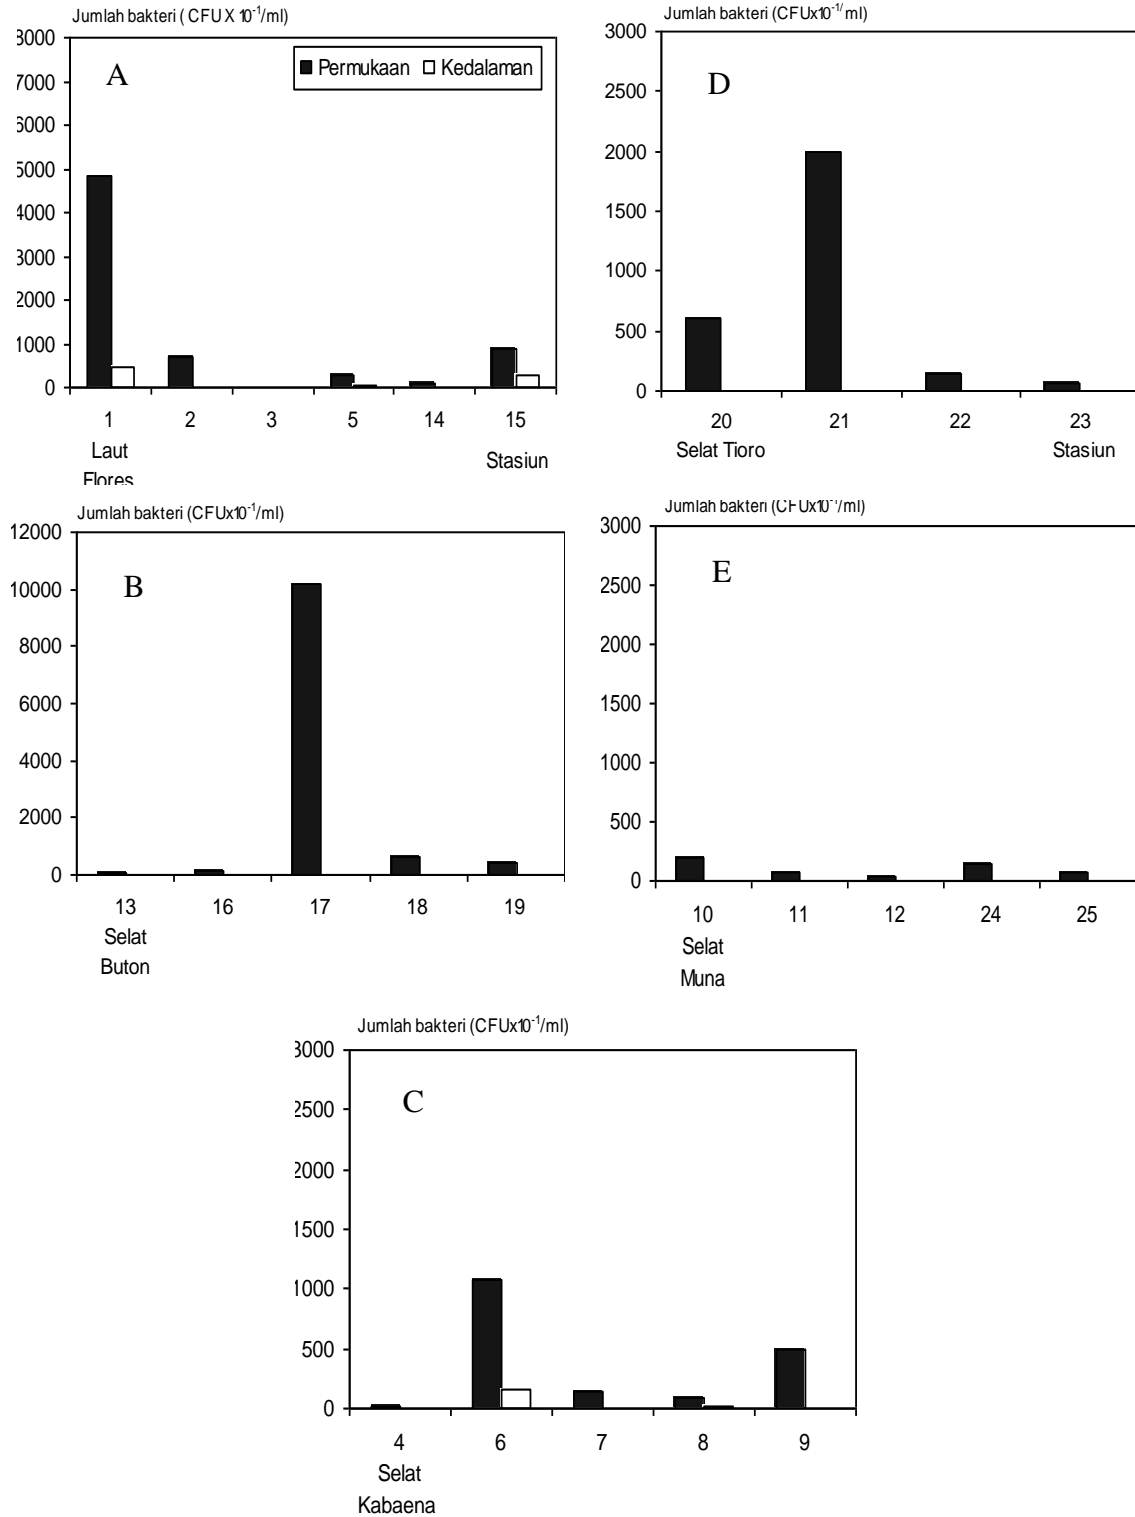 Jumlah bakteri ( CFU X 10⁻¹/ml)
8000
7000
6000
5000
4000
3000
2000
1000
0
A
Permukaan Kedalaman
1 2 3 5 14 15
Laut
Flores
Stasiun
Jumlah bakteri (CFUx10⁻¹/ml)
3000
2500
2000
1500
1000
500
0
D
20 21 22 23
Selat Tioro Stasiun
Jumlah bakteri (CFUx10⁻¹/ml)
12000
10000
8000
6000
4000
2000
0
B
13 16 17 18 19
Selat
Buton
Jumlah bakteri (CFUx10⁻¹/ml)
3000
2500
2000
1500
1000
500
0
E
10 11 12 24 25
Selat
Muna
Jumlah bakteri (CFUx10⁻¹/ml)
3000
2500
2000
1500
1000
500
0
C
4 6 7 8 9
Selat
Kabaena